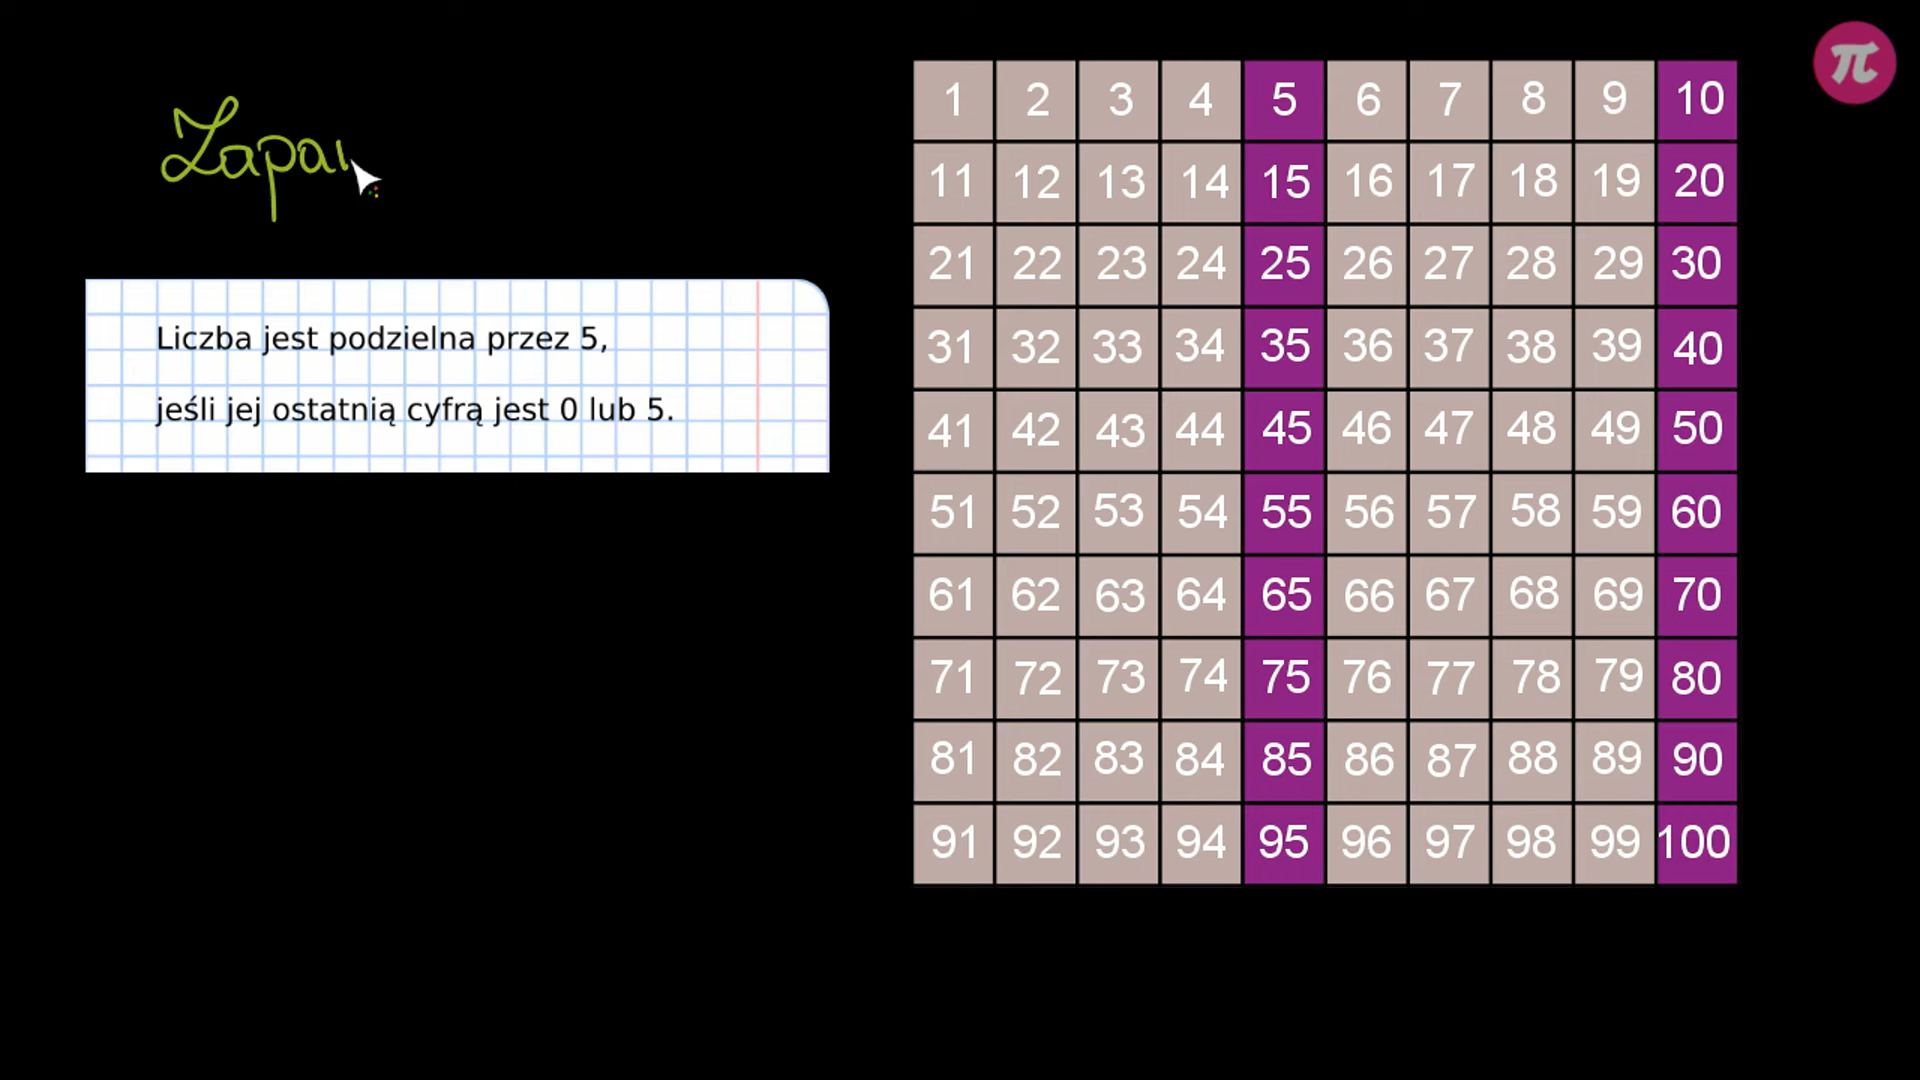 Zapa
Liczba jest podzielna przez 5,
jeśli jej ostatnią cyfrą jest 0 lub 5.
1 2 3 4 5 6 7 8 9 10
11 12 13 14 15 16 17 18 19 20
21 22 23 24 25 26 27 28 29 30
31 32 33 34 35 36 37 38 39 40
41 42 43 44 45 46 47 48 49 50
51 52 53 54 55 56 57 58 59 60
61 62 63 64 65 66 67 68 69 70
71 72 73 74 75 76 77 78 79 80
81 82 83 84 85 86 87 88 89 90
91 92 93 94 95 96 97 98 99 100
π